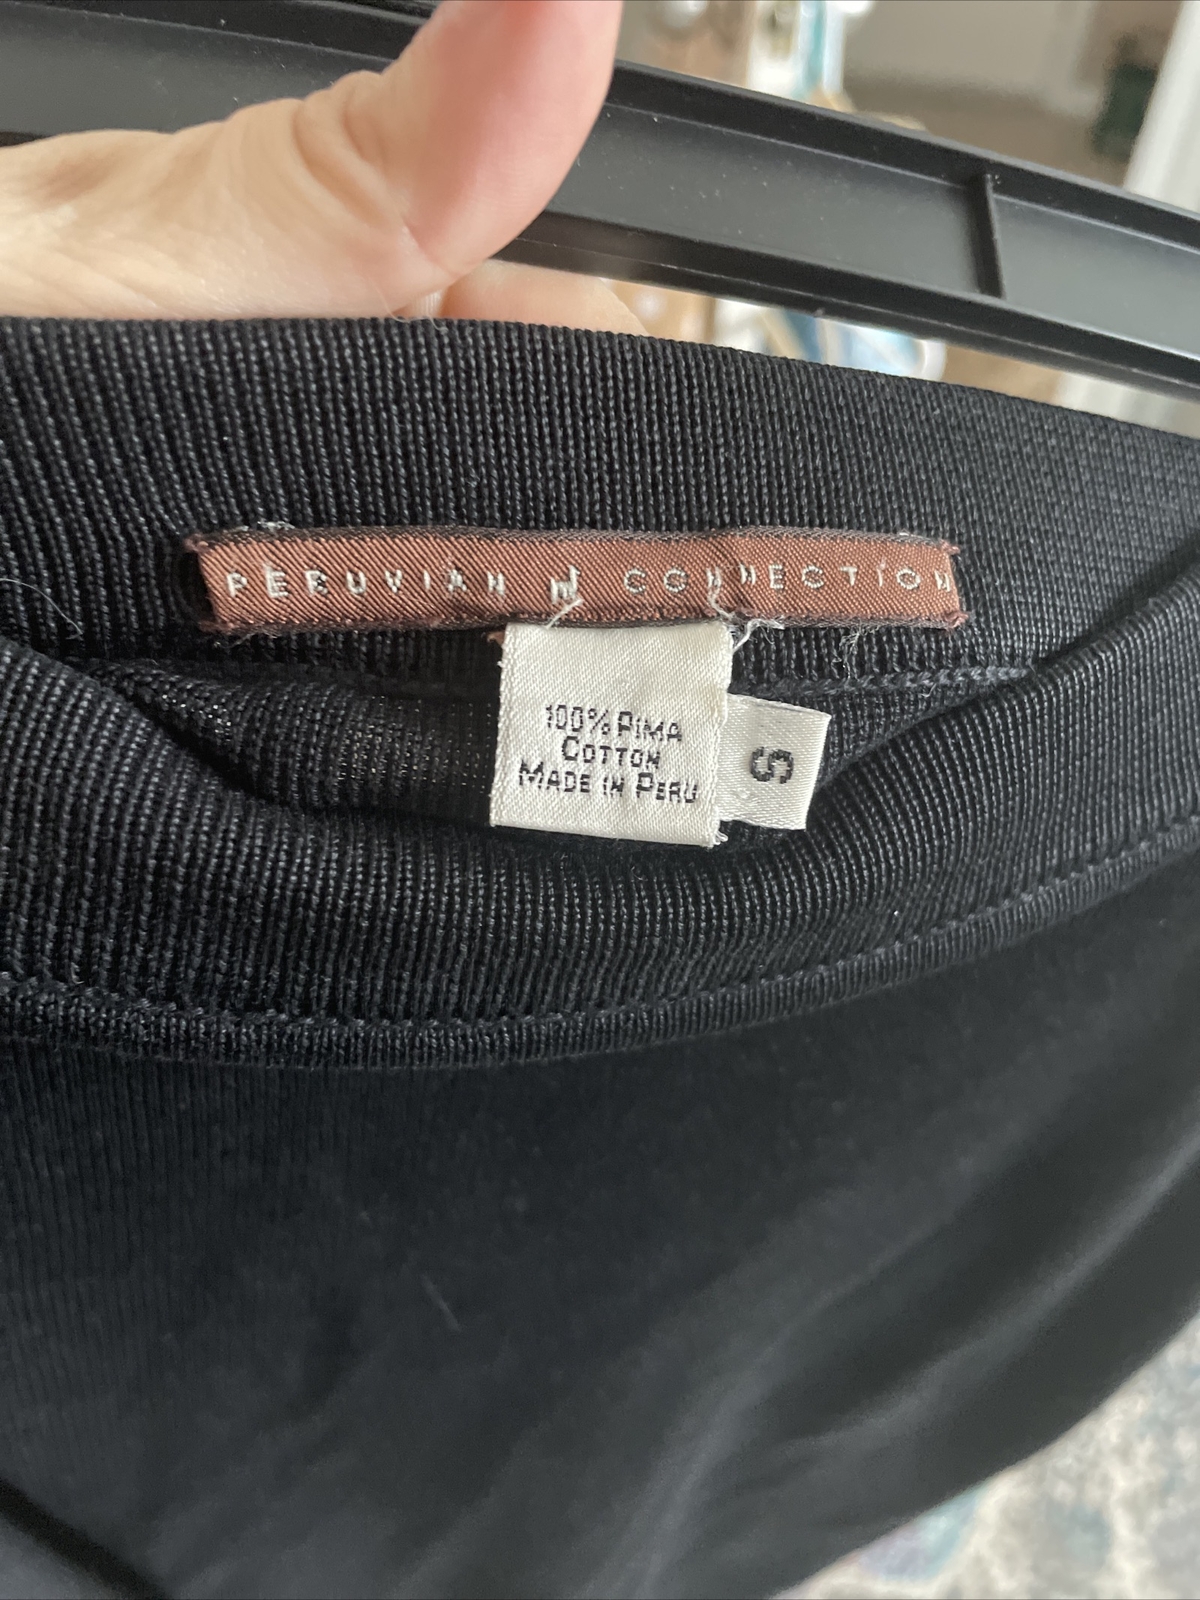 PERUVIAN CONNECTION
100% PIMA
COTTON
MADE IN PERU
S